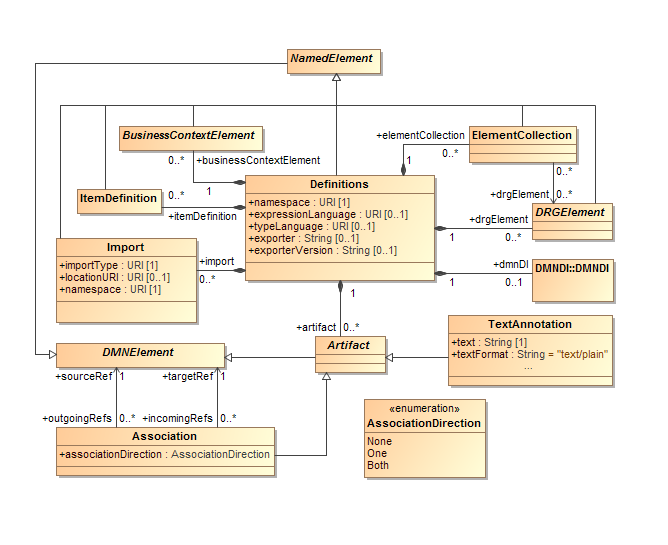 NamedElement
BusinessContextElement
+elementCollection
ElementCollection
0..*
+businessContextElement
1
0..*
0..*
1
ItemDefinition
0..*
+itemDefinition
Definitions
+namespace : URI [1]
+expressionLanguage : URI [0..1]
+typeLanguage : URI [0..1]
+exporter : String [0..1]
+exporterVersion : String [0..1]
+drgElement
0..*
+drgElement
1
0..*
DRGElement
Import
+importType : URI [1]
+locationURI : URI [0..1]
+namespace : URI [1]
+import
0..*
+dmnDI
1
0..1
DMNDI::DMNDI
1
+artifact
0..*
TextAnnotation
+text : String [1]
+textFormat : String = "text/plain"
...
DMNElement
Artifact
+sourceRef
1
+targetRef
1
+outgoingRefs
0..*
+incomingRefs
0..*
Association
+associationDirection : AssociationDirection
«enumeration»
AssociationDirection
None
One
Both